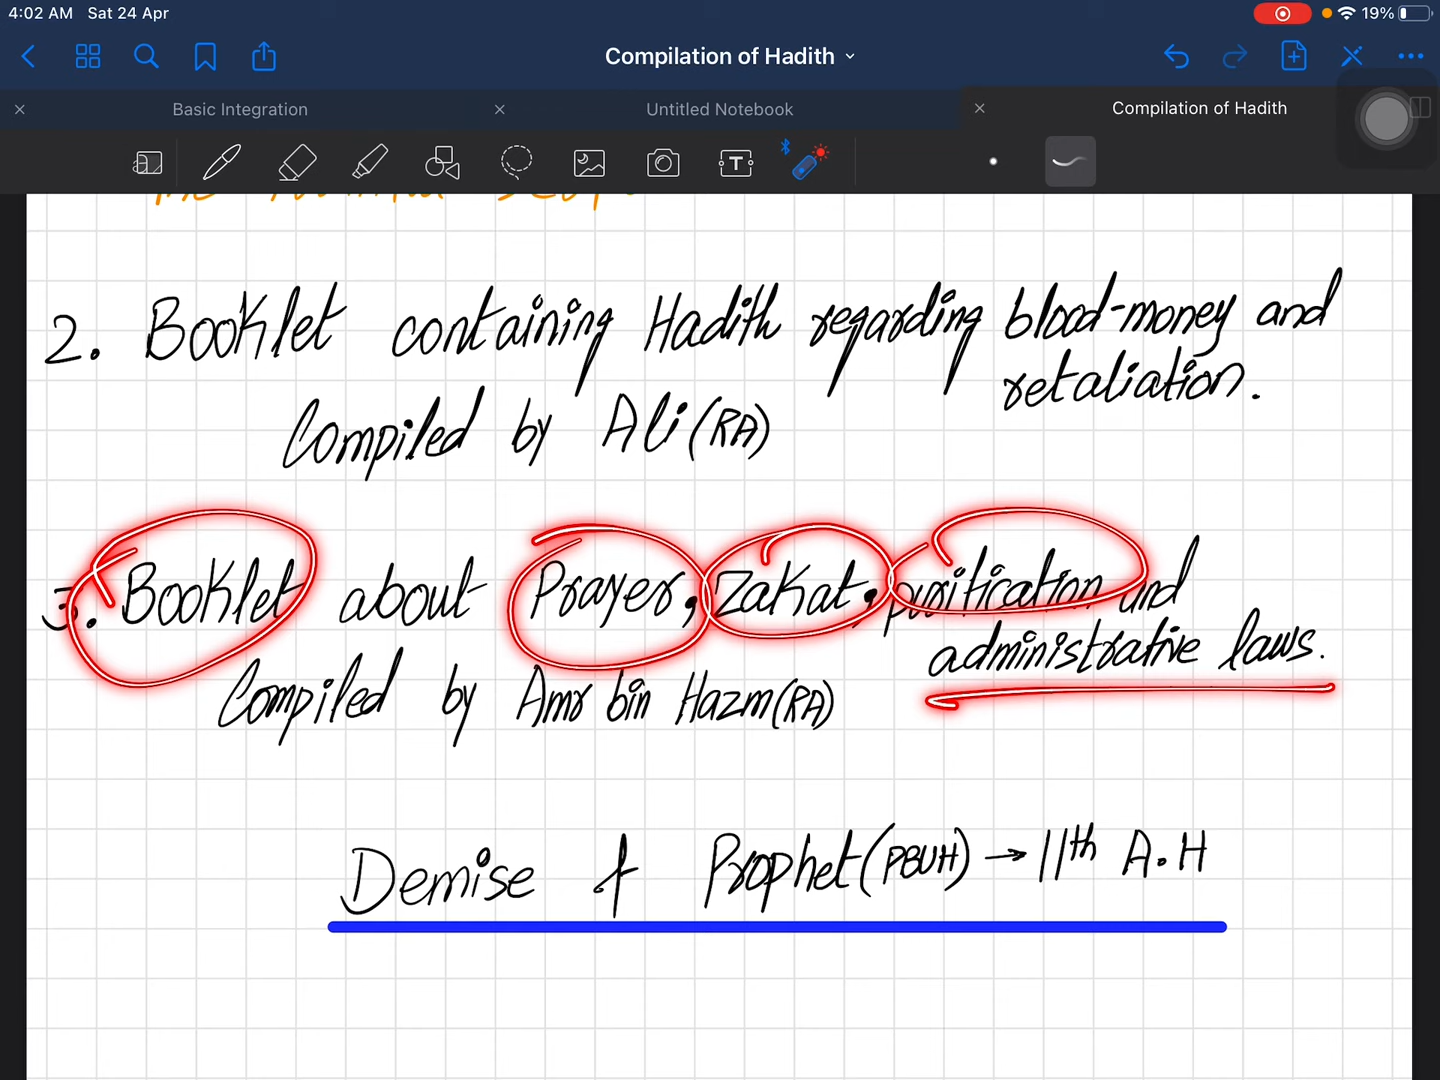 4:02 AM Sat 24 Apr
19%
Compilation of Hadith
Basic Integration
Untitled Notebook
Compilation of Hadith
2. Booklet containing Hadith regarding blood-money and
retaliation.
Compiled by Ali (RA)
3. Booklet about Prayer, Zakat, purification and
administrative laws.
Compiled by Amr bin Hazm (RA)
Demise of Prophet (PBUH) → 11th A.H